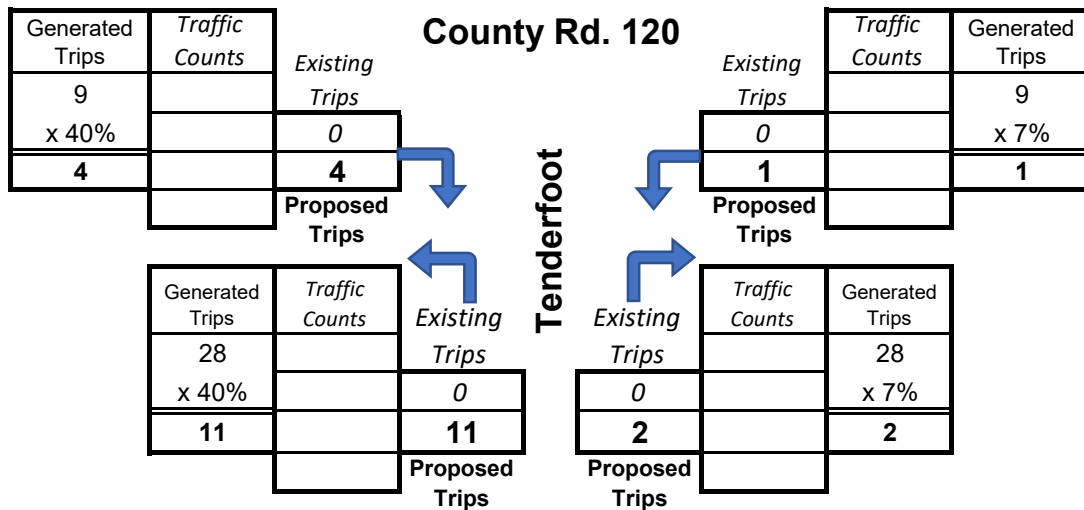 County Rd. 120
Generated
Trips
Traffic
Counts
Existing
Trips
9
x 40%
0
4
4
Proposed
Trips
Existing
Trips
Traffic
Counts
Generated
Trips
9
0
x 7%
1
1
Proposed
Trips
Tenderfoot
Generated
Trips
Traffic
Counts
Existing
Trips
28
x 40%
0
11
11
Proposed
Trips
Existing
Trips
Traffic
Counts
Generated
Trips
28
0
x 7%
2
2
Proposed
Trips